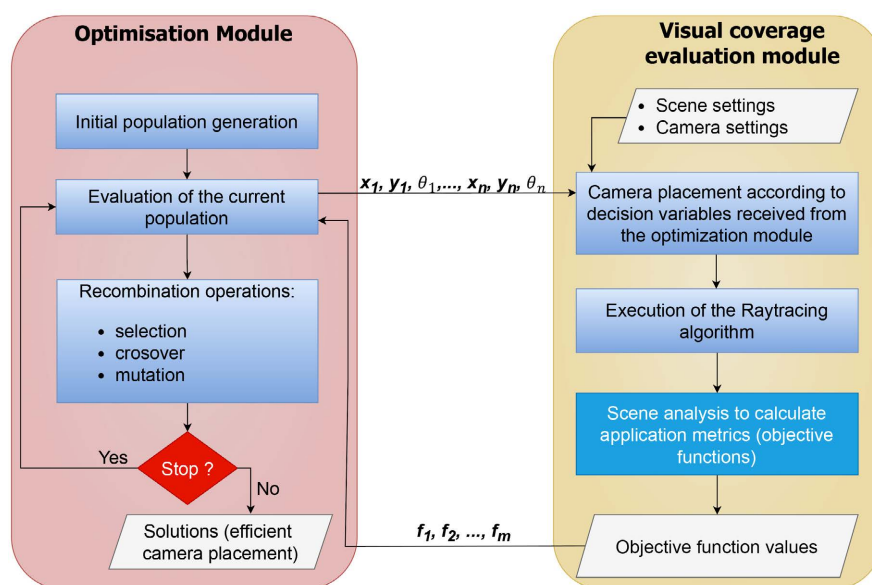 Optimisation Module
Initial population generation
Evaluation of the current
population
Recombination operations:
• selection
• crosover
• mutation
Yes
Stop ?
No
Solutions (efficient
camera placement)
x1, y1, θ1,..., xn, yn, θn
f1, f2, ..., fm
Visual coverage
evaluation module
• Scene settings
• Camera settings
Camera placement according to
decision variables received from
the optimization module
Execution of the Raytracing
algorithm
Scene analysis to calculate
application metrics (objective
functions)
Objective function values